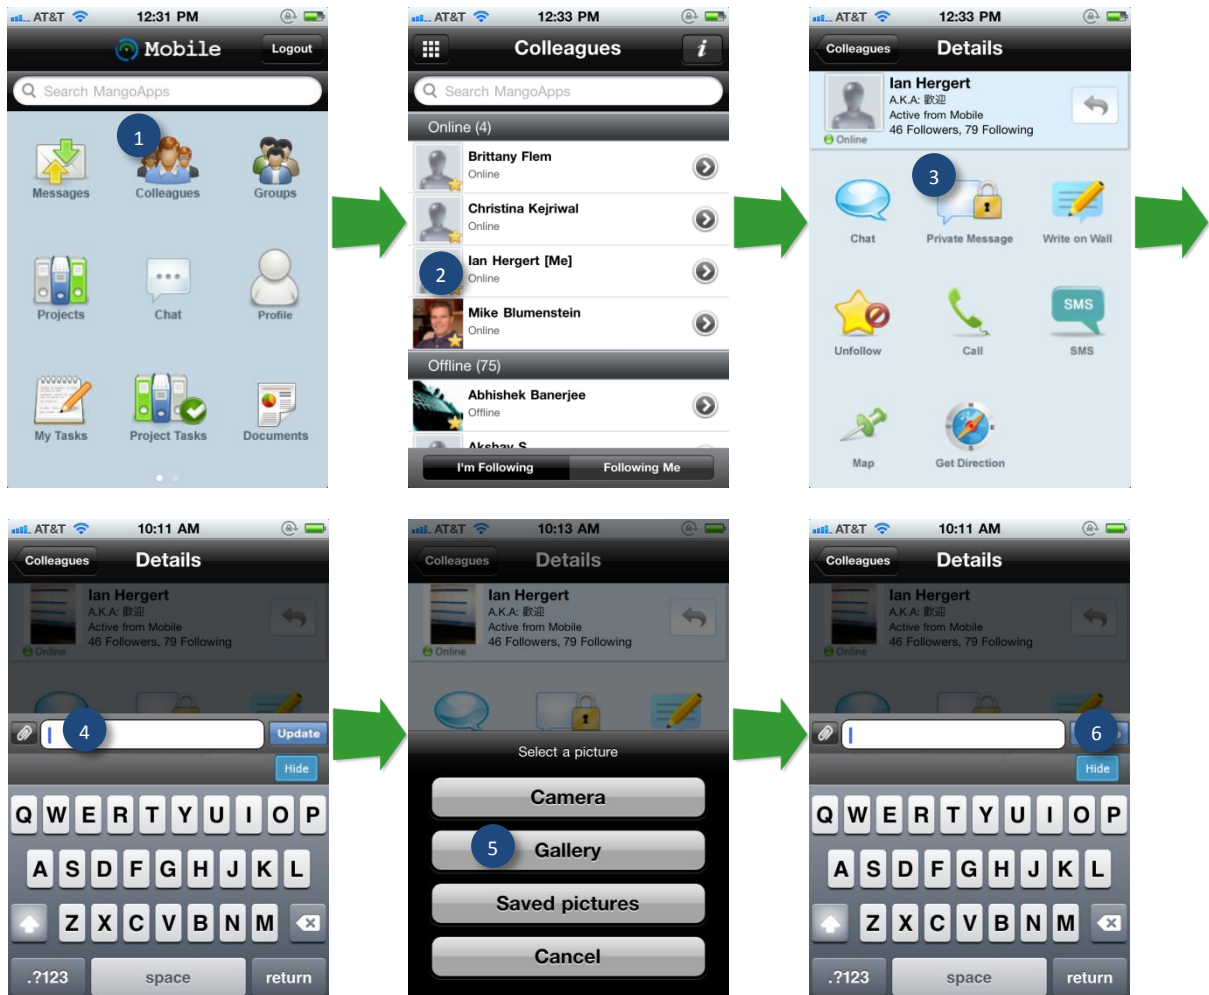 AT&T 12:31 PM
Mobile Logout
Search MangoApps
1
Messages Colleagues Groups
Projects Chat Profile
My Tasks Project Tasks Documents
AT&T 12:33 PM
Colleagues i
Search MangoApps
Online (4)
Brittany Flem
Online
Christina Kejriwal
Online
2
Ian Hergert [Me]
Online
Mike Blumenstein
Online
Offline (75)
Abhishek Banerjee
Offline
Akshay S
I'm Following Following Me
AT&T 12:33 PM
Colleagues Details
Ian Hergert
A.K.A: 歡迎
Active from Mobile
46 Followers, 79 Following
Online
3
Chat Private Message Write on Wall
SMS
Unfollow Call SMS
N
Map Get Direction
AT&T 10:11 AM
Colleagues Details
Ian Hergert
A.K.A: 歡迎
Active from Mobile
46 Followers, 79 Following
Online
4 Update
Hide
Q W E R T Y U I O P
A S D F G H J K L
Z X C V B N M
.?123 space return
AT&T 10:13 AM
Colleagues Details
Ian Hergert
A.K.A: 歡迎
Active from Mobile
46 Followers, 79 Following
Online
Select a picture
Camera
5 Gallery
Saved pictures
Cancel
AT&T 10:11 AM
Colleagues Details
Ian Hergert
A.K.A: 歡迎
Active from Mobile
46 Followers, 79 Following
Online
6
Hide
Q W E R T Y U I O P
A S D F G H J K L
Z X C V B N M
.?123 space return